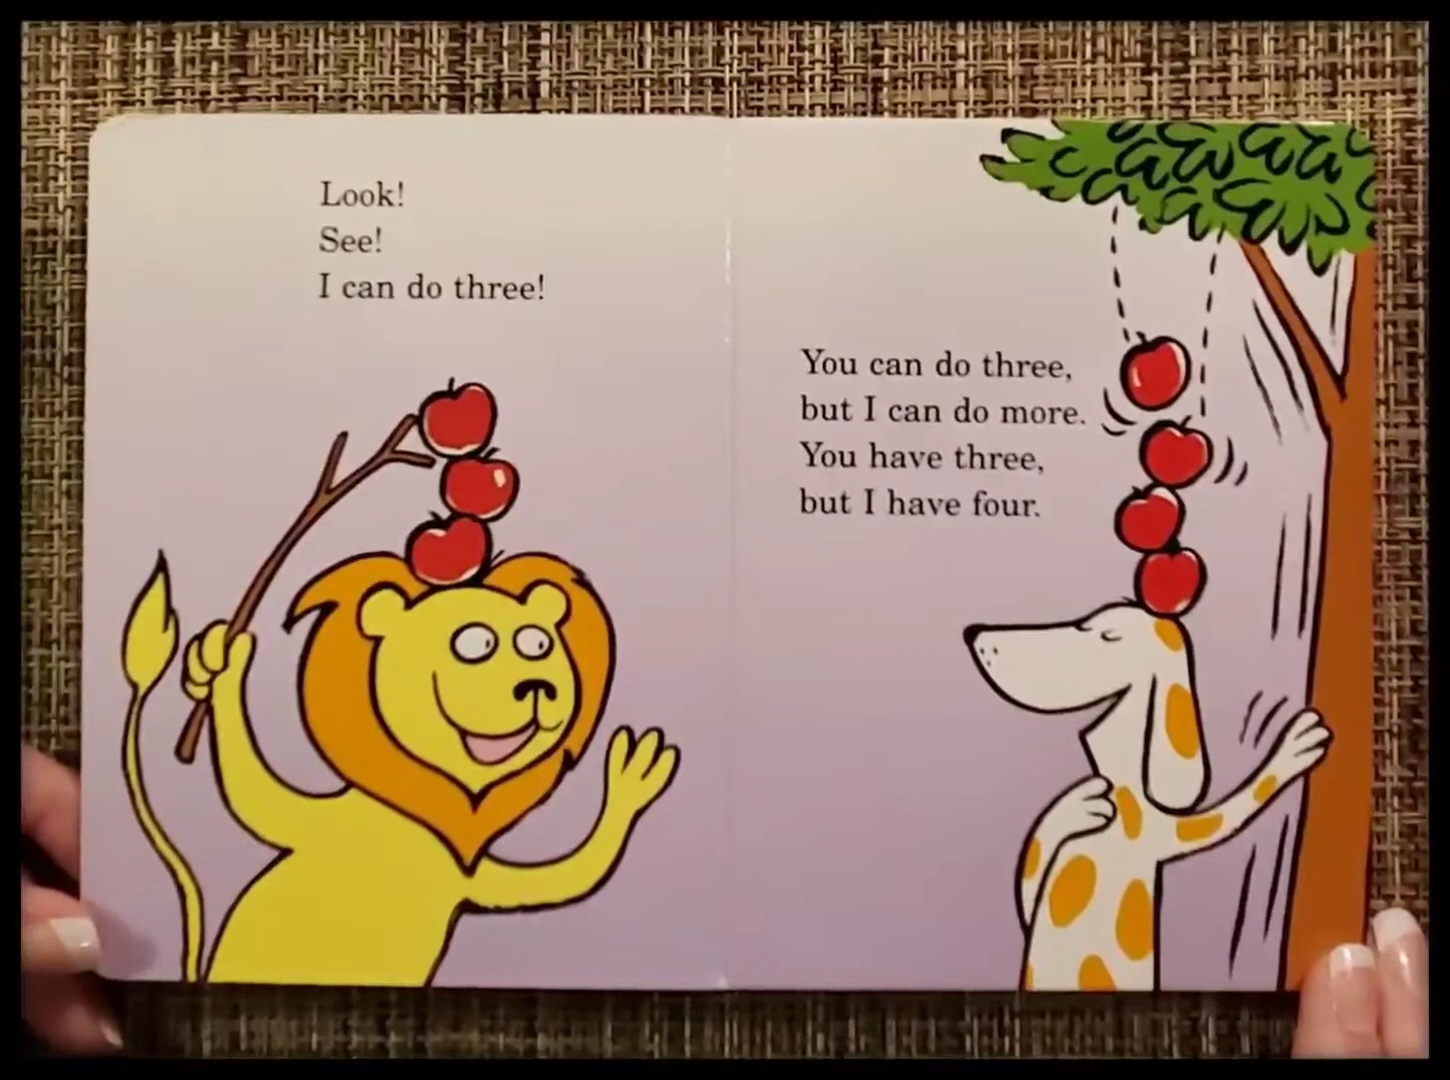 Look!
See!
I can do three!
You can do three,
but I can do more.
You have three,
but I have four.